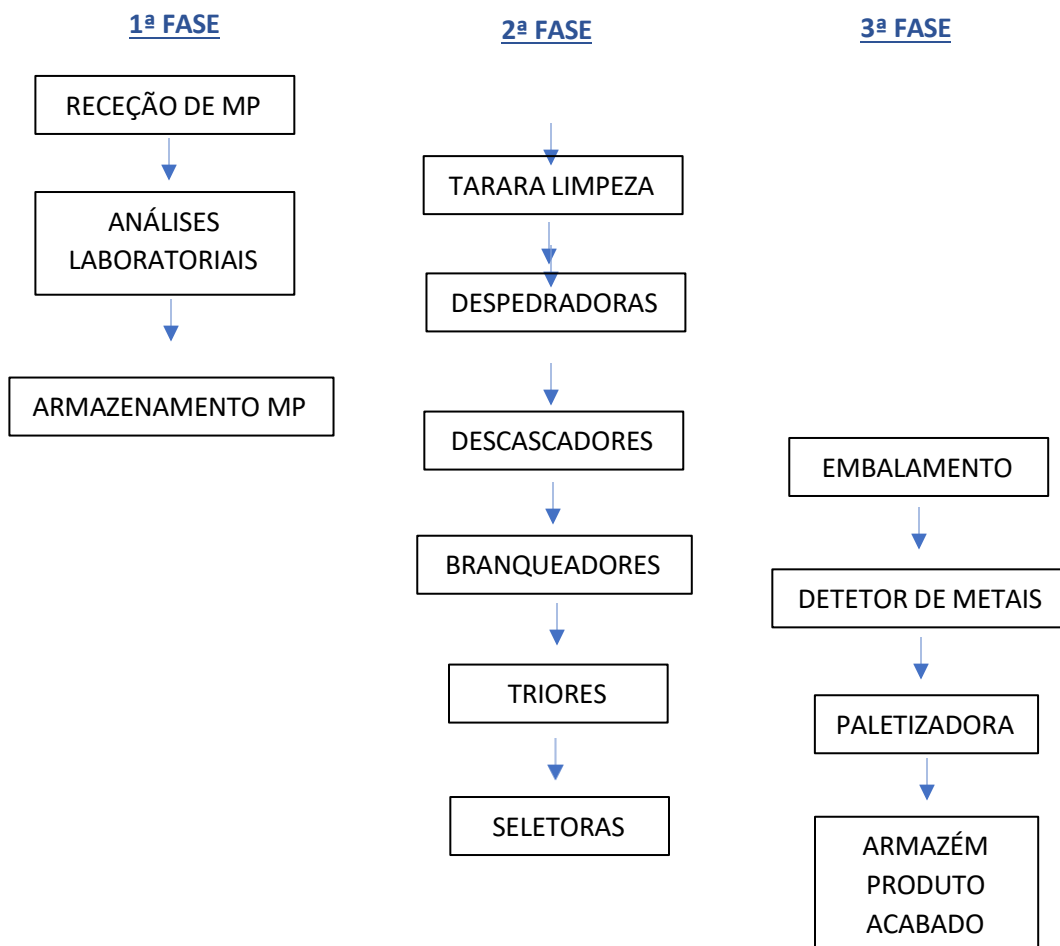 1ª FASE
RECEÇÃO DE MP
ANÁLISES
LABORATORIAIS
ARMAZENAMENTO MP
2ª FASE
TARARA LIMPEZA
DESPEDRADORAS
DESCASCADORES
BRANQUEADORES
TRIORES
SELETORAS
3ª FASE
EMBALAMENTO
DETETOR DE METAIS
PALETIZADORA
ARMAZÉM
PRODUTO
ACABADO